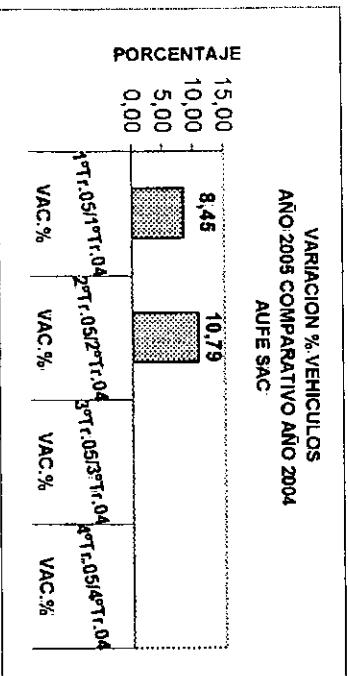 VARIACION % VEHICULOS
AÑO 2005 COMPARATIVO AÑO 2004
AUFE SAC
PORCENTAJE
15,00
10,00
5,00
0,00
8,45
10,79
1ºTr.05/1ºTr.04
2ºTr.05/2ºTr.04
3ºTr.05/3ºTr.04
4ºTr.05/4ºTr.04
VAC.%
VAC.%
VAC.%
VAC.%